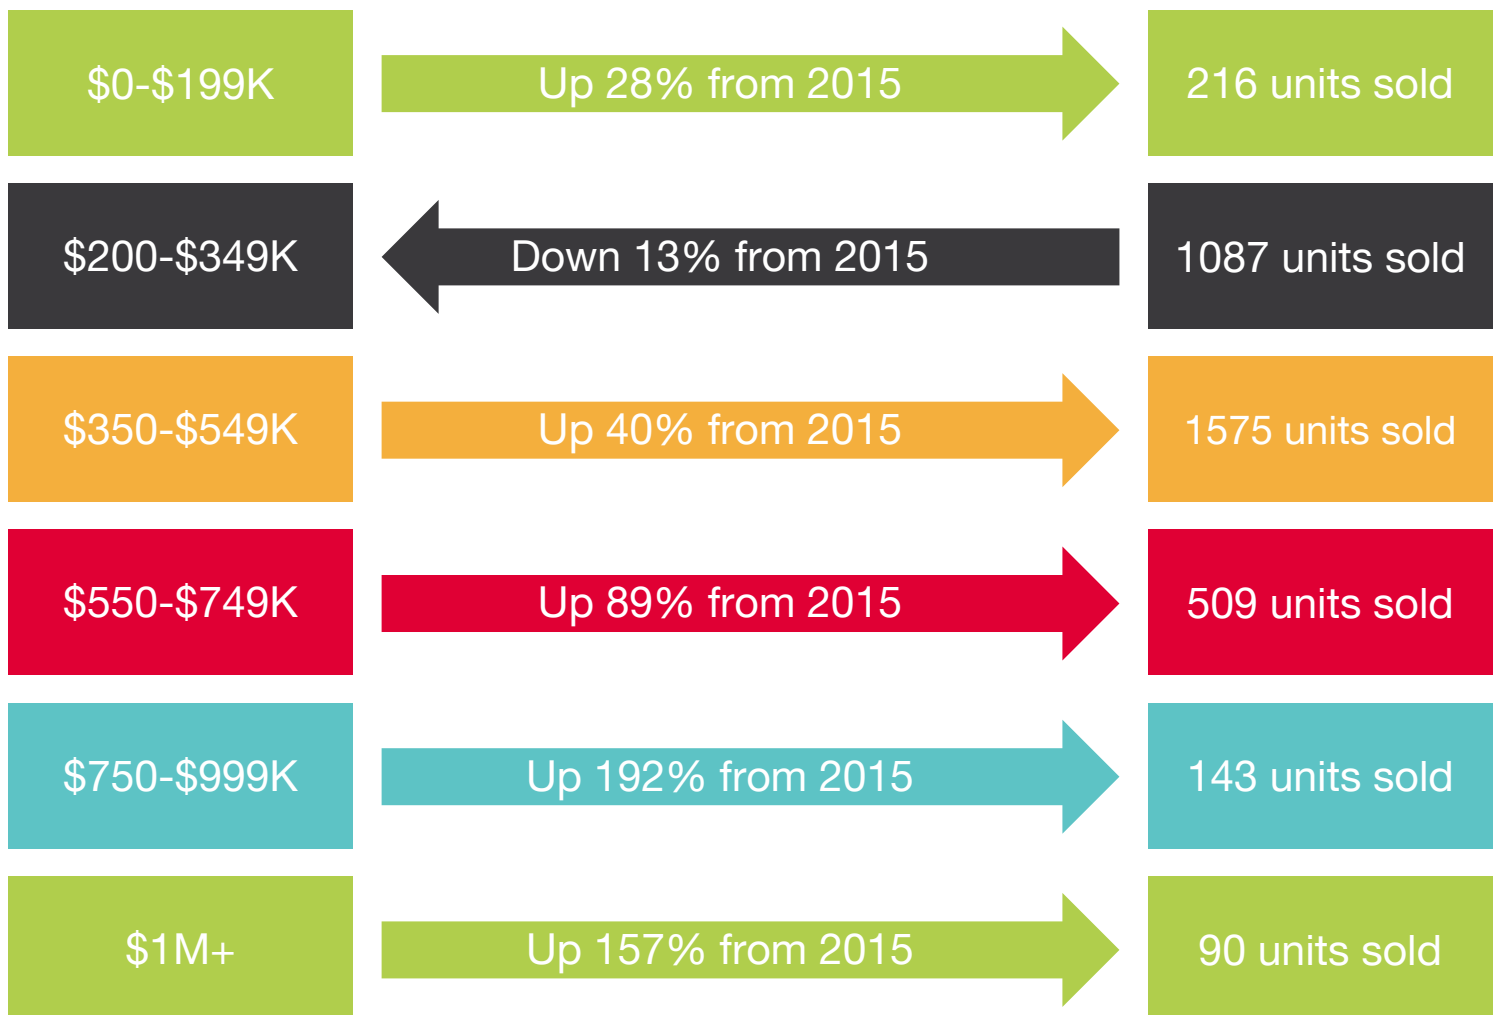 $0-$199K
Up 28% from 2015
216 units sold
$200-$349K
Down 13% from 2015
1087 units sold
$350-$549K
Up 40% from 2015
1575 units sold
$550-$749K
Up 89% from 2015
509 units sold
$750-$999K
Up 192% from 2015
143 units sold
$1M+
Up 157% from 2015
90 units sold